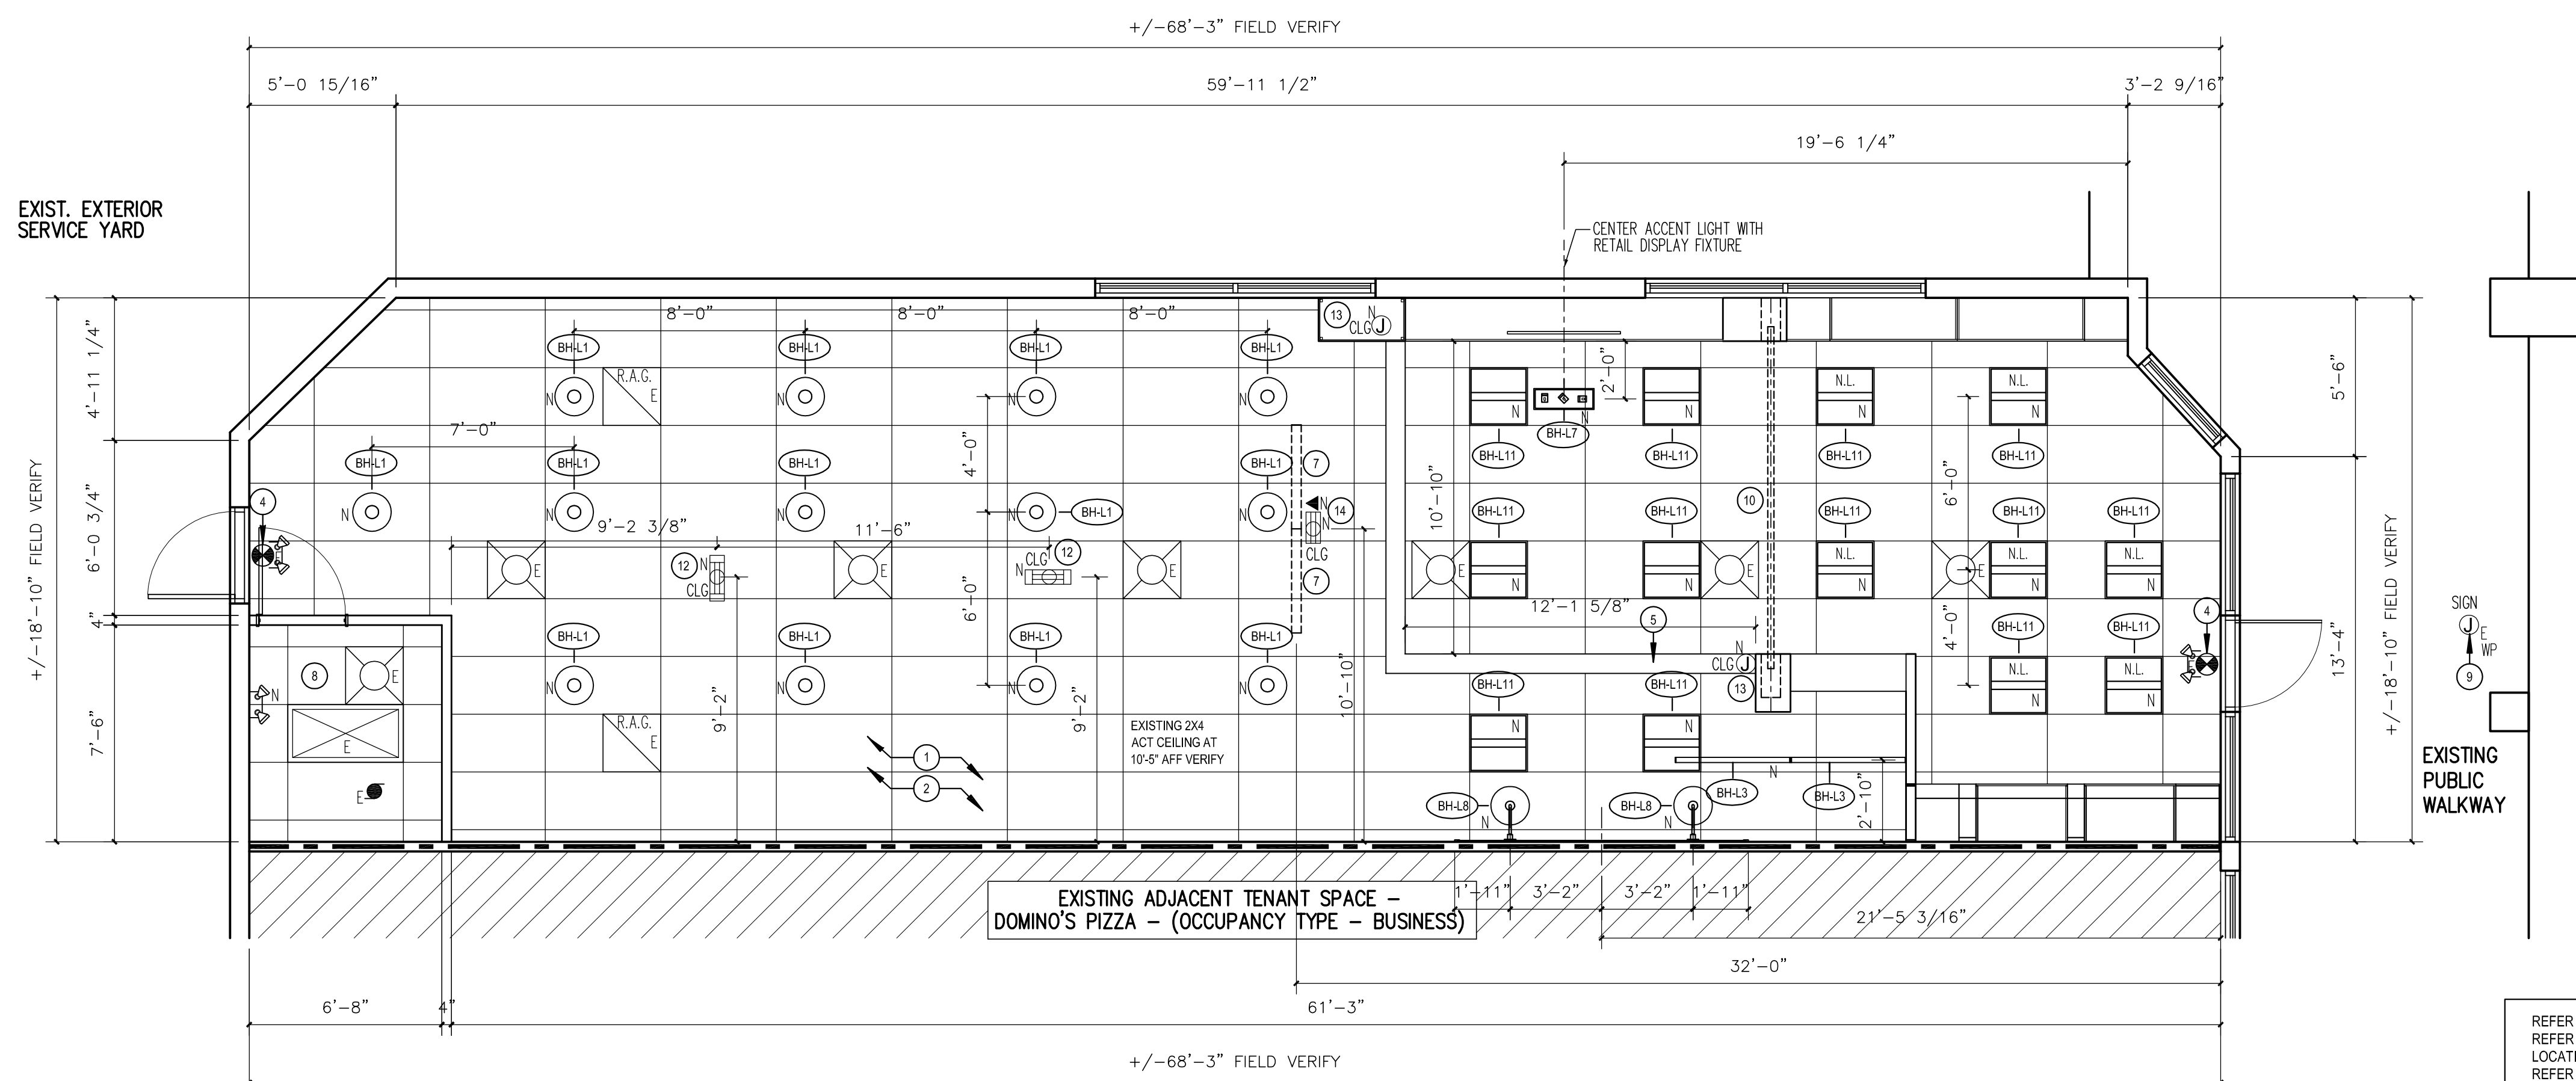 +/-68'-3" FIELD VERIFY
5'-0 15/16"
59'-11 1/2"
3'-2 9/16"
19'-6 1/4"
EXIST. EXTERIOR
SERVICE YARD
CENTER ACCENT LIGHT WITH
RETAIL DISPLAY FIXTURE
8'-0"
8'-0"
8'-0"
13
N
CLG J
BH-L1
BH-L1
BH-L1
BH-L1
4'-11 1/4"
5'-6"
2'-0"
R.A.G.
E
N
N
N
N
N.L.
N.L.
N
N
N
N
N
BH-L7
7'-0"
4'-0"
BH-L11
BH-L11
BH-L11
BH-L11
BH-L1
BH-L1
BH-L1
BH-L1
7
10'-10"
6'-0"
4
10
N
N
N
N
BH-L1
N
N
14
BH-L11
BH-L11
BH-L11
BH-L11
BH-L11
6'-0 3/4"
9'-2 3/8"
11'-6"
+/-18'-10" FIELD VERIFY
+/-18'-10" FIELD VERIFY
E
12
N
CLG
E
CLG
12
N
E
CLG
7
E
N
N
E
N.L.
N
E
N.L.
N
N.L.
N
6'-0"
12'-1 5/8"
5
4
SIGN
J E
WP
9
4"
BH-L1
BH-L1
BH-L1
BH-L1
BH-L11
BH-L11
4'-0"
13'-4"
8
E
N
N
N
N
N
N
CLG J
13
N.L.
N
N.L.
N
BH-L11
BH-L11
7'-6"
9'-2"
9'-2"
10'-10"
R.A.G.
E
E
1
2
EXISTING 2X4
ACT CEILING AT
10'-5" AFF VERIFY
N
N
N
BH-L3
BH-L3
2'-10"
E
BH-L8
N
BH-L8
N
EXISTING
PUBLIC
WALKWAY
EXISTING ADJACENT TENANT SPACE -
DOMINO'S PIZZA - (OCCUPANCY TYPE - BUSINESS)
1'-11"
3'-2"
3'-2"
1'-11"
21'-5 3/16"
32'-0"
6'-8"
4"
61'-3"
+/-68'-3" FIELD VERIFY
REFER
REFER
LOCATI
REFER